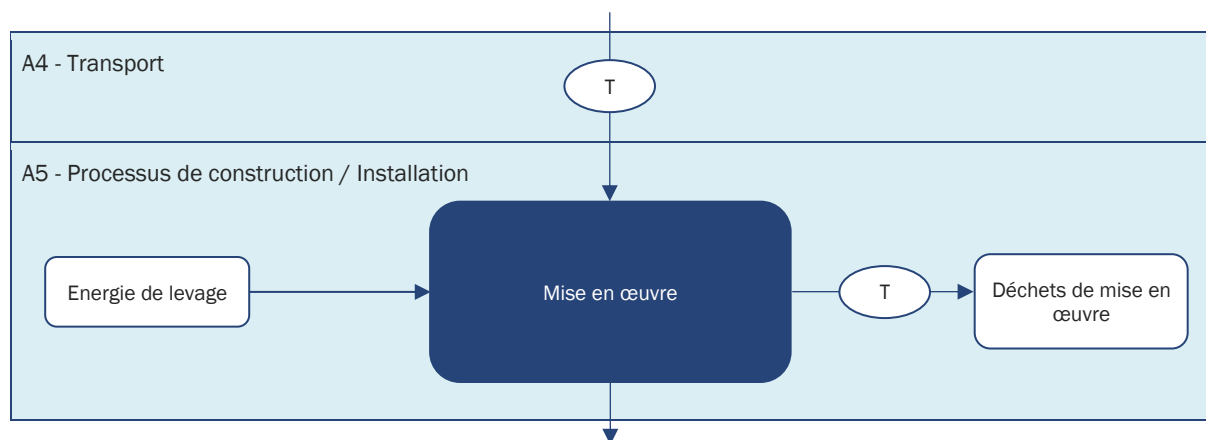 A4 - Transport
T
A5 - Processus de construction / Installation
Energie de levage
Mise en œuvre
T
Déchets de mise en
œuvre